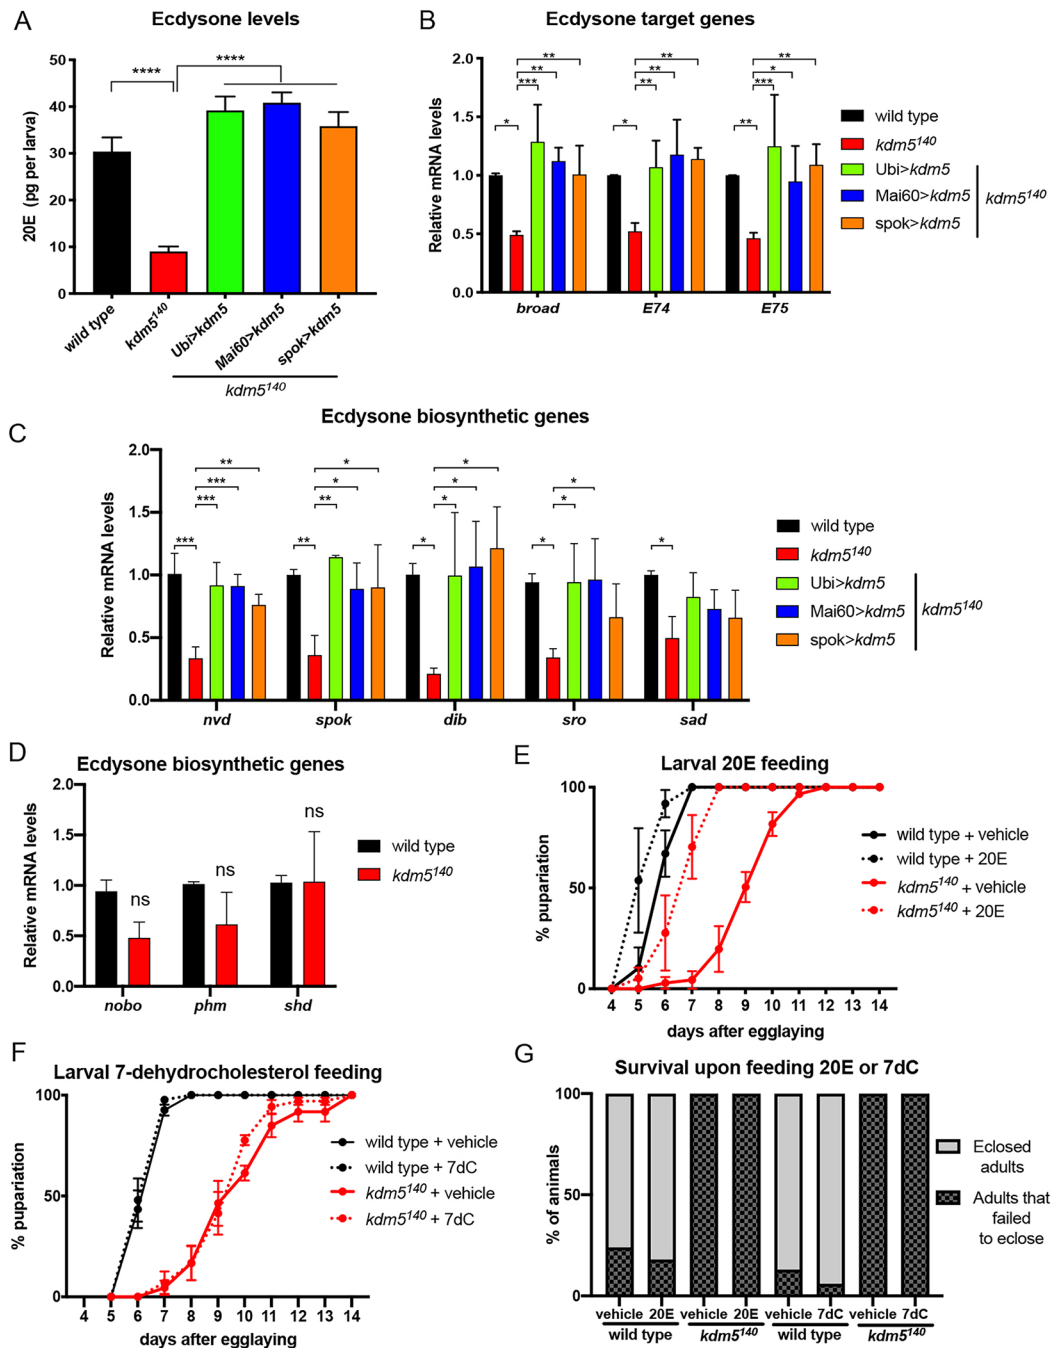 A
Ecdysone levels
20E (pg per larva)
50
40
30
20
10
0
****
****
wild type
kdm5140
Ubi>kdm5
Mai60>kdm5
spok>kdm5
kdm5140
B
Ecdysone target genes
Relative mRNA levels
2.0
1.5
1.0
0.5
0.0
**
**
***
*
**
**
**
*
**
*
***
**
broad
E74
E75
wild type
kdm5140
Ubi>kdm5
Mai60>kdm5
spok>kdm5
kdm5140
C
Ecdysone biosynthetic genes
Relative mRNA levels
2.0
1.5
1.0
0.5
0.0
**
***
***
***
*
*
**
**
*
*
*
*
*
*
*
*
nvd
spok
dib
sro
sad
wild type
kdm5140
Ubi>kdm5
Mai60>kdm5
spok>kdm5
kdm5140
D
Ecdysone biosynthetic genes
Relative mRNA levels
2.0
1.5
1.0
0.5
0.0
ns
ns
ns
nobo
phm
shd
wild type
kdm5140
E
Larval 20E feeding
% pupariation
100
50
0
4 5 6 7 8 9 10 11 12 13 14
days after egglaying
wild type + vehicle
wild type + 20E
kdm5140 + vehicle
kdm5140 + 20E
F
Larval 7-dehydrocholesterol feeding
% pupariation
100
50
0
4 5 6 7 8 9 10 11 12 13 14
days after egglaying
wild type + vehicle
wild type + 7dC
kdm5140 + vehicle
kdm5140 + 7dC
G
Survival upon feeding 20E or 7dC
% of animals
100
50
0
vehicle 20E vehicle 20E vehicle 7dC vehicle 7dC
wild type kdm5140 wild type kdm5140
Eclosed
adults
Adults that
failed
to eclose